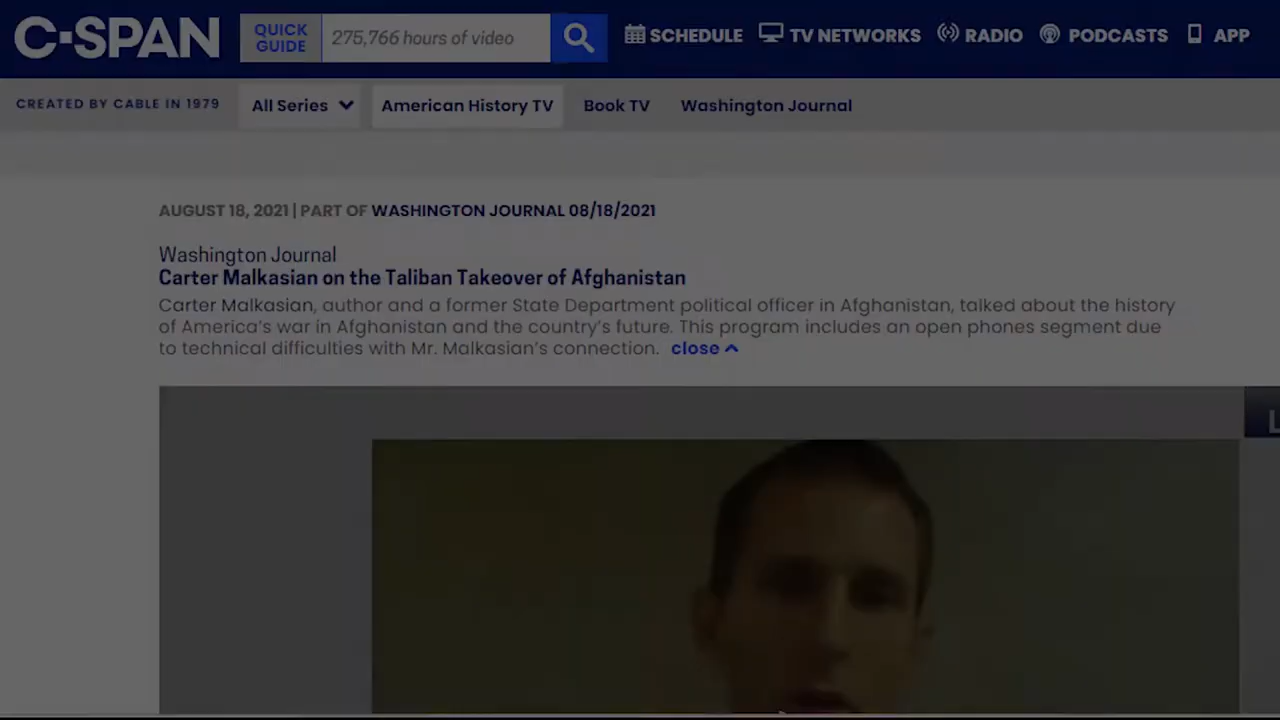 C-SPAN
QUICK
GUIDE
275,766 hours of video
SCHEDULE
TV NETWORKS
RADIO
PODCASTS
APP
CREATED BY CABLE IN 1979
All Series
American History TV
Book TV
Washington Journal
AUGUST 18, 2021 | PART OF WASHINGTON JOURNAL 08/18/2021
Washington Journal
Carter Malkasian on the Taliban Takeover of Afghanistan
Carter Malkasian, author and a former State Department political officer in Afghanistan, talked about the history
of America's war in Afghanistan and the country's future. This program includes an open phones segment due
to technical difficulties with Mr. Malkasian's connection. close